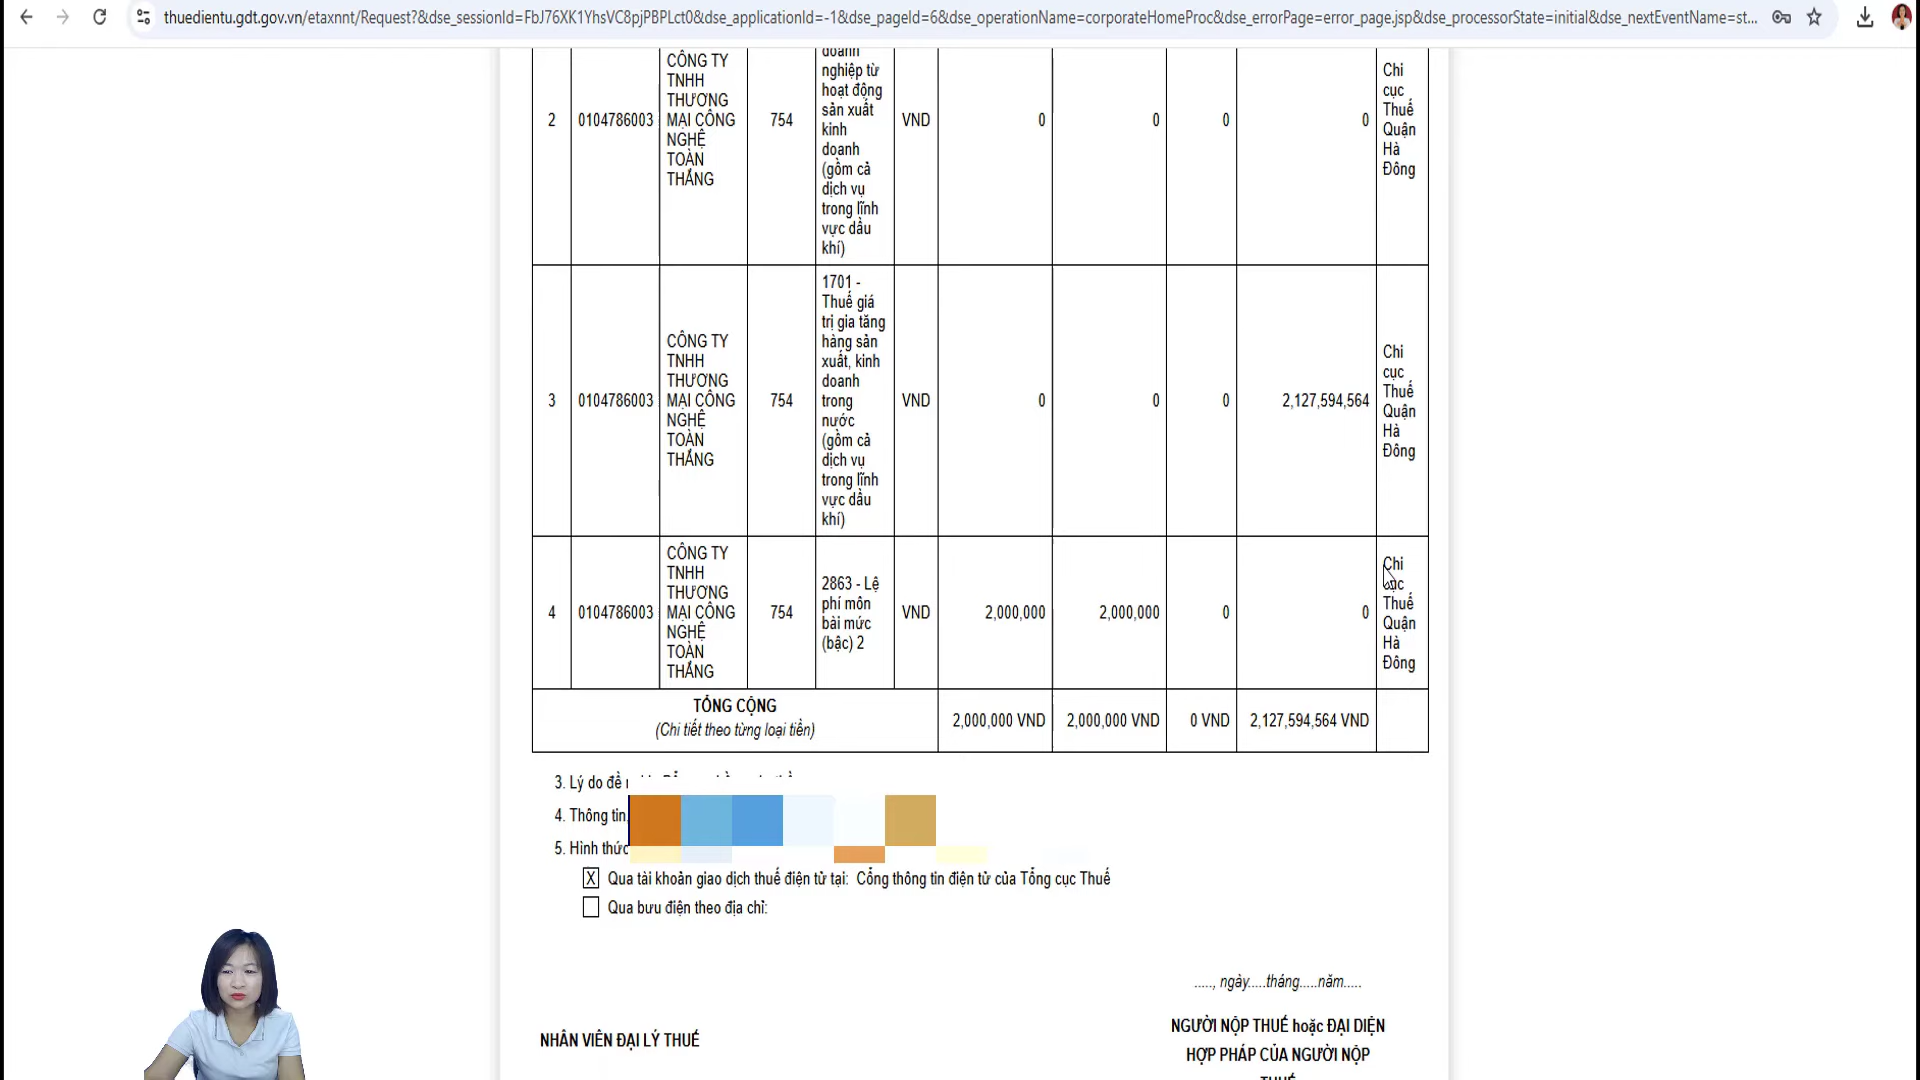 thuedientu.gdt.gov.vn/etaxnnt/Request?&dse_sessionId=FbJ76XK1YhsVC8pjPBPLct0&dse_applicationId=-1&dse_pageId=6&dse_operationName=corporateHomeProc&dse_errorPage=error_page.jsp&dse_processorState=initial&dse_nextEventName=st...
2
0104786003
CÔNG TY
TNHH
THƯƠNG
MẠI CÔNG
NGHỆ
TOÀN
THẮNG
754
doanh
nghiệp từ
hoạt động
sản xuất
kinh
doanh
(gồm cả
dịch vụ
trong lĩnh
vực dầu
khí)
VND
0
0
0
0
Chi
cục
Thuế
Quận
Hà
Đông
3
0104786003
CÔNG TY
TNHH
THƯƠNG
MẠI CÔNG
NGHỆ
TOÀN
THẮNG
754
1701 -
Thuế giá
trị gia tăng
hàng sản
xuất, kinh
doanh
trong
nước
(gồm cả
dịch vụ
trong lĩnh
vực dầu
khí)
VND
0
0
0
2,127,594,564
Chi
cục
Thuế
Quận
Hà
Đông
4
0104786003
CÔNG TY
TNHH
THƯƠNG
MẠI CÔNG
NGHỆ
TOÀN
THẮNG
754
2863 - Lệ
phí môn
bài mức
(bậc) 2
VND
2,000,000
2,000,000
0
0
Chi
cục
Thuế
Quận
Hà
Đông
TỔNG CỘNG
(Chi tiết theo từng loại tiền)
2,000,000 VND
2,000,000 VND
0 VND
2,127,594,564 VND
3. Lý do đề
4. Thông tin
5. Hình thức
X Qua tài khoản giao dịch thuế điện tử tại: Cổng thông tin điện tử của Tổng cục Thuế
Qua bưu điện theo địa chỉ:
....., ngày.....tháng.....năm.....
NHÂN VIÊN ĐẠI LÝ THUẾ
NGƯỜI NỘP THUẾ hoặc ĐẠI DIỆN
HỢP PHÁP CỦA NGƯỜI NỘP
THUẾ